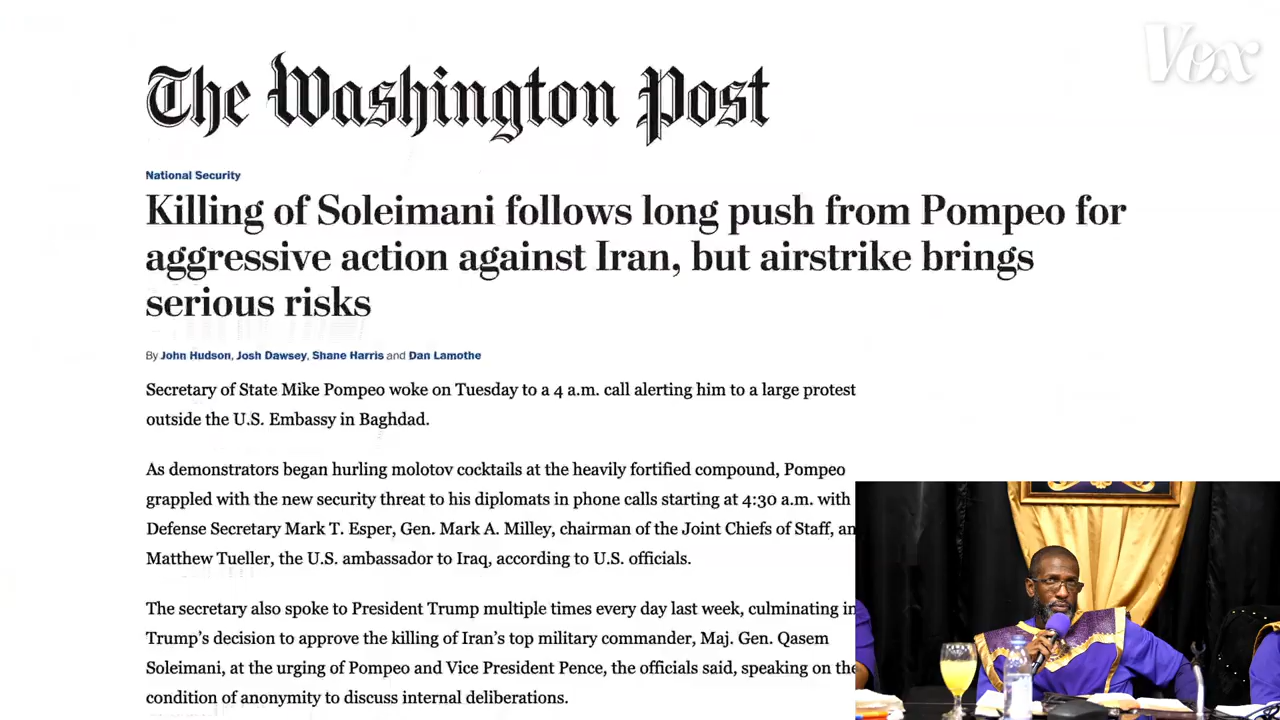 Vox
The Washington Post
National Security
Killing of Soleimani follows long push from Pompeo for
aggressive action against Iran, but airstrike brings
serious risks
By John Hudson, Josh Dawsey, Shane Harris and Dan Lamothe
Secretary of State Mike Pompeo woke on Tuesday to a 4 a.m. call alerting him to a large protest
outside the U.S. Embassy in Baghdad.
As demonstrators began hurling molotov cocktails at the heavily fortified compound, Pompeo
grappled with the new security threat to his diplomats in phone calls starting at 4:30 a.m. with
Defense Secretary Mark T. Esper, Gen. Mark A. Milley, chairman of the Joint Chiefs of Staff, an
Matthew Tueller, the U.S. ambassador to Iraq, according to U.S. officials.
The secretary also spoke to President Trump multiple times every day last week, culminating in
Trump's decision to approve the killing of Iran's top military commander, Maj. Gen. Qasem
Soleimani, at the urging of Pompeo and Vice President Pence, the officials said, speaking on the
condition of anonymity to discuss internal deliberations.